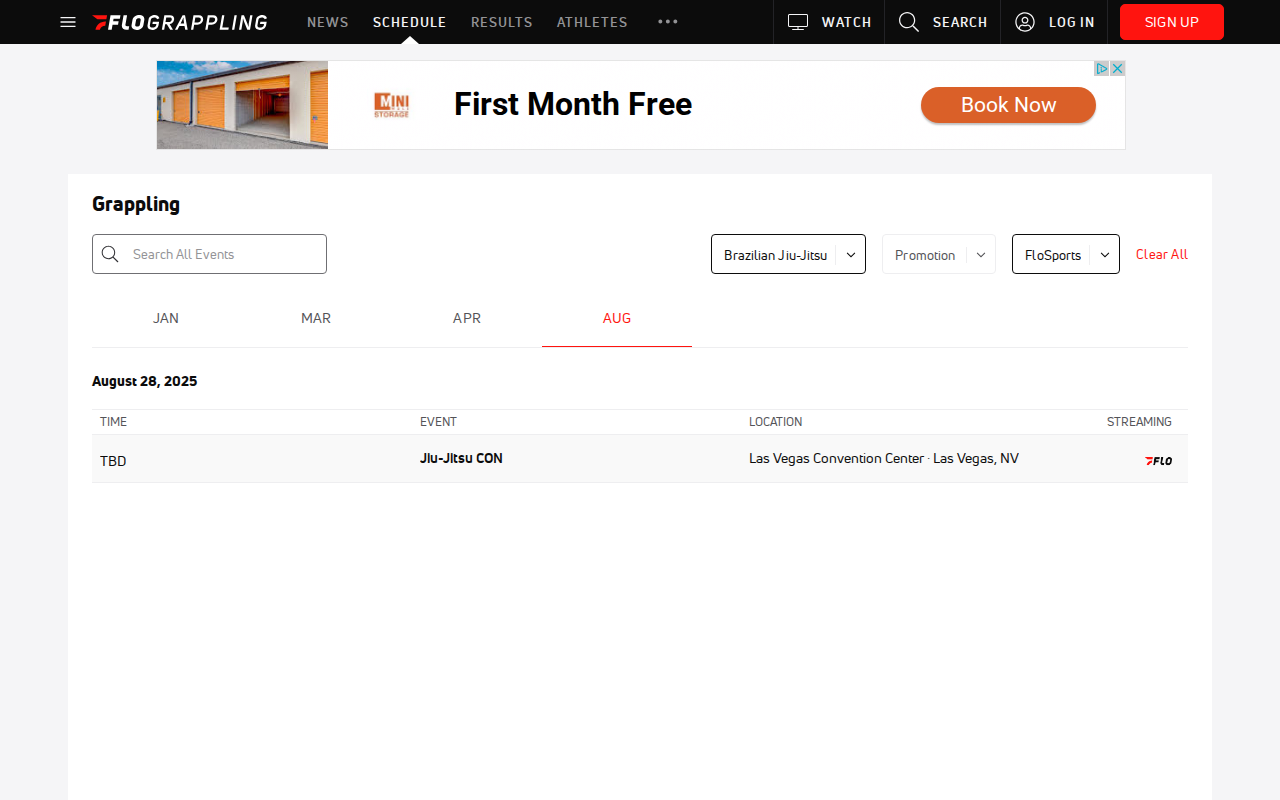 FLOGRAPPLING NEWS SCHEDULE RESULTS ATHLETES WATCH SEARCH LOG IN SIGN UP
MINI STORAGE First Month Free Book Now
Grappling
Search All Events Brazilian Jiu-Jitsu Promotion FloSports Clear All
JAN MAR APR AUG
August 28, 2025
TIME EVENT LOCATION STREAMING
TBD Jiu-Jitsu CON Las Vegas Convention Center · Las Vegas, NV FLO